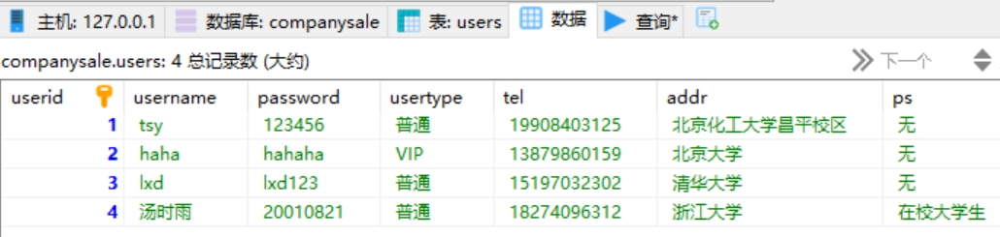 主机: 127.0.0.1 数据库: companysale 表: users 数据 查询*
companysale.users: 4 总记录数 (大约) 下一个
userid username password usertype tel addr ps
1 tsy 123456 普通 19908403125 北京化工大学昌平校区 无
2 haha hahaha VIP 13879860159 北京大学 无
3 lxd lxd123 普通 15197032302 清华大学 无
4 汤时雨 20010821 普通 18274096312 浙江大学 在校大学生